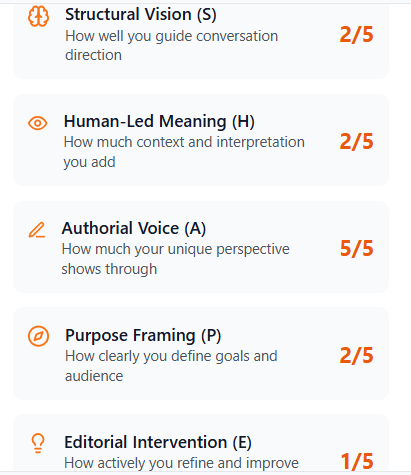 Structural Vision (S)
How well you guide conversation
direction
2/5
Human-Led Meaning (H)
How much context and interpretation
you add
2/5
Authorial Voice (A)
How much your unique perspective
shows through
5/5
Purpose Framing (P)
How clearly you define goals and
audience
2/5
Editorial Intervention (E)
How actively you refine and improve
1/5